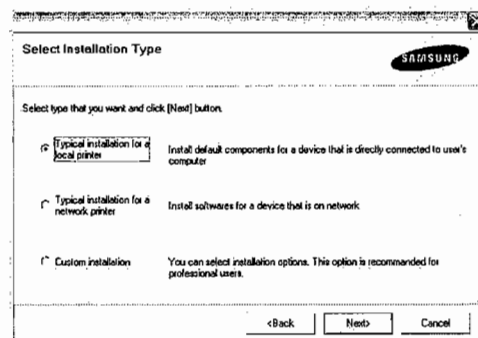 Select Installation Type
SAMSUNG
Select type that you want and click [Next] button.
Typical installation for a
local printer
Install default components for a device that is directly connected to user's
computer
Typical installation for a
network printer
Install softwares for a device that is on network
Custom installation
You can select installation options. This option is recommended for
professional users.
<Back
Next>
Cancel